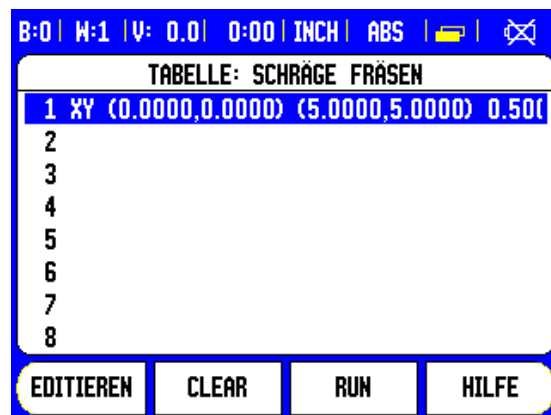 B:0 | W:1 | V: 0.0 | 0:00 | INCH | ABS
TABELLE: SCHRÄGE FRÄSEN
1 XY (0.0000,0.0000) (5.0000,5.0000) 0.500
2
3
4
5
6
7
8
EDITIEREN CLEAR RUN HILFE